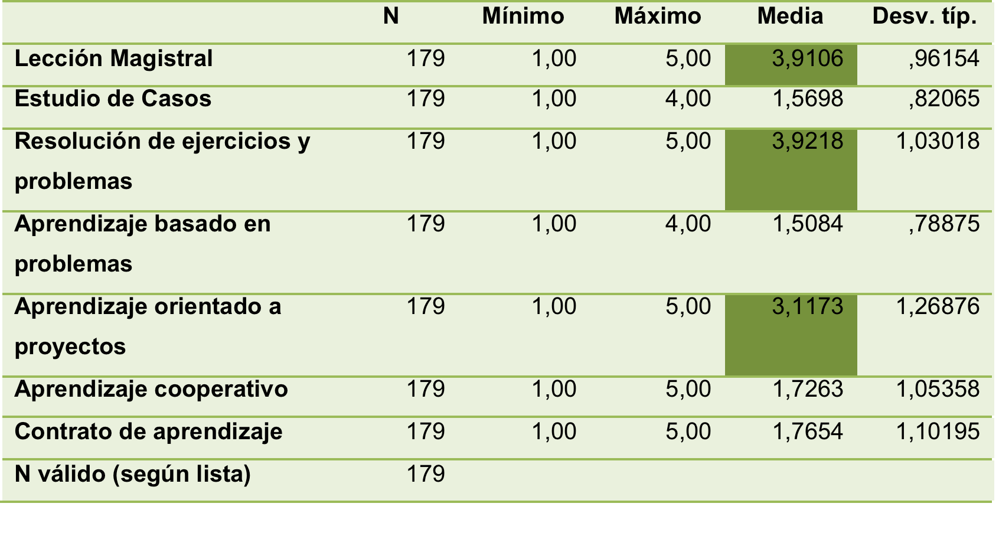 N Mínimo Máximo Media Desv. típ.
Lección Magistral 179 1,00 5,00 3,9106 ,96154
Estudio de Casos 179 1,00 4,00 1,5698 ,82065
Resolución de ejercicios y 179 1,00 5,00 3,9218 1,03018
problemas
Aprendizaje basado en 179 1,00 4,00 1,5084 ,78875
problemas
Aprendizaje orientado a 179 1,00 5,00 3,1173 1,26876
proyectos
Aprendizaje cooperativo 179 1,00 5,00 1,7263 1,05358
Contrato de aprendizaje 179 1,00 5,00 1,7654 1,10195
N válido (según lista) 179